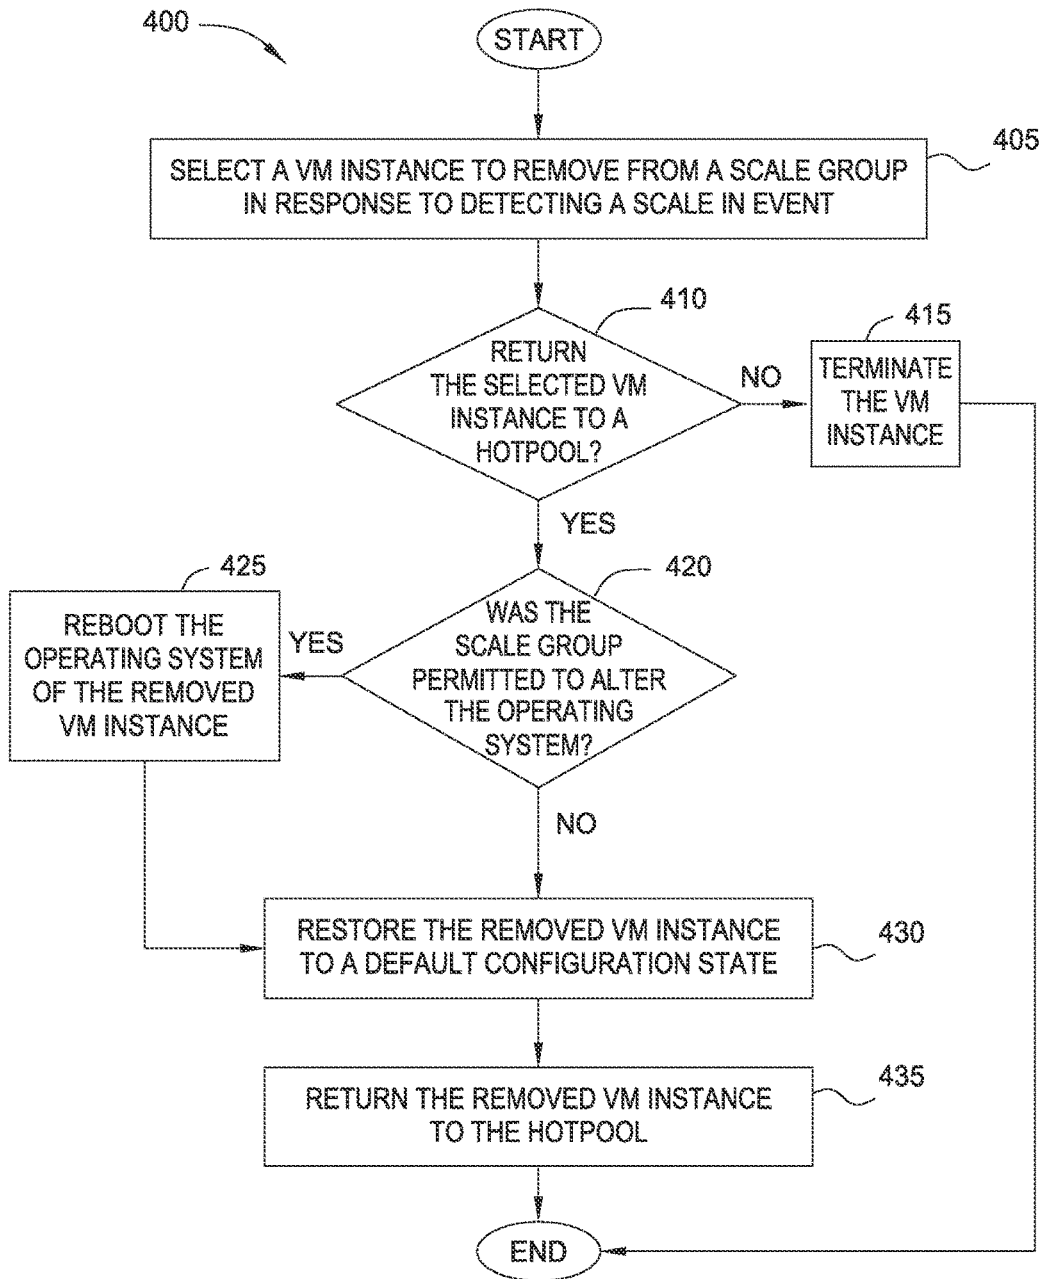 400
START
405
SELECT A VM INSTANCE TO REMOVE FROM A SCALE GROUP
IN RESPONSE TO DETECTING A SCALE IN EVENT
410
RETURN
THE SELECTED VM
INSTANCE TO A
HOTPOOL?
NO
415
TERMINATE
THE VM
INSTANCE
YES
420
WAS THE
SCALE GROUP
PERMITTED TO ALTER
THE OPERATING
SYSTEM?
YES
425
REBOOT THE
OPERATING SYSTEM
OF THE REMOVED
VM INSTANCE
NO
RESTORE THE REMOVED VM INSTANCE
TO A DEFAULT CONFIGURATION STATE
430
RETURN THE REMOVED VM INSTANCE
TO THE HOTPOOL
435
END